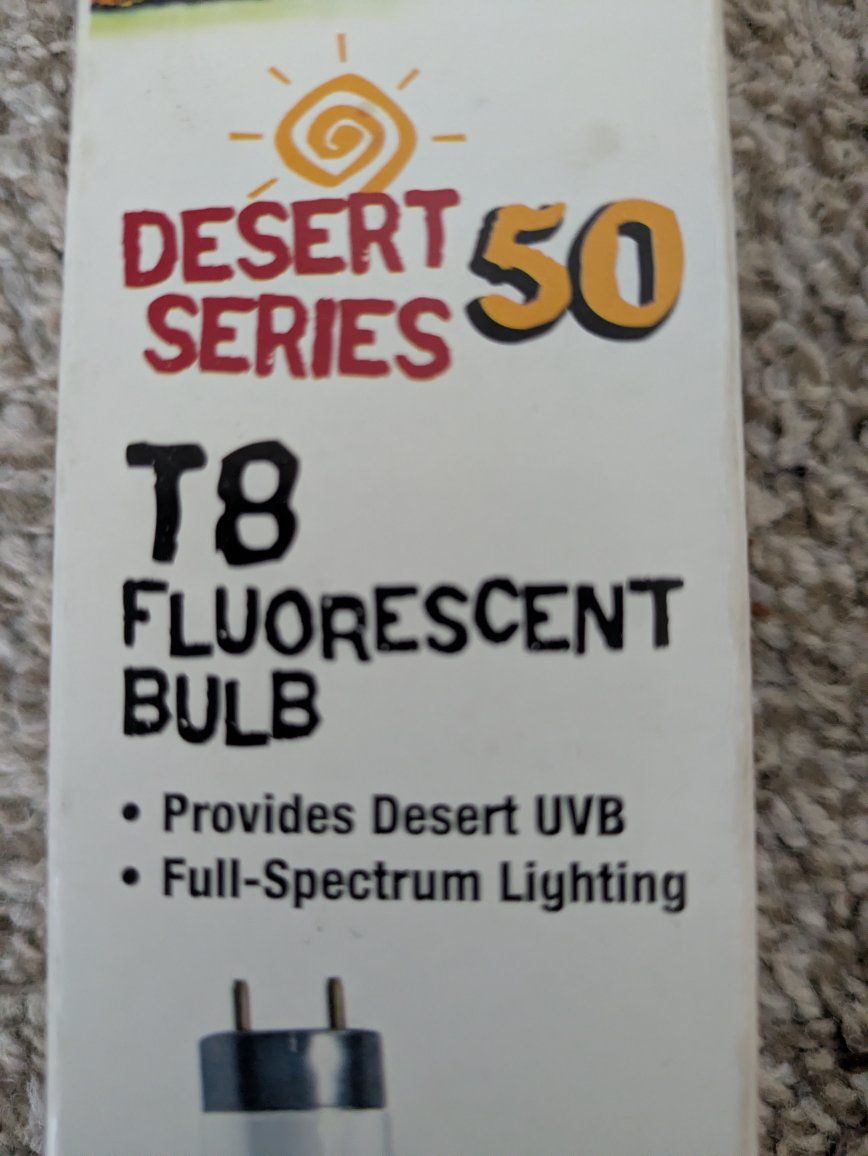 DESERT
SERIES 50
T8
FLUORESCENT
BULB
• Provides Desert UVB
• Full-Spectrum Lighting